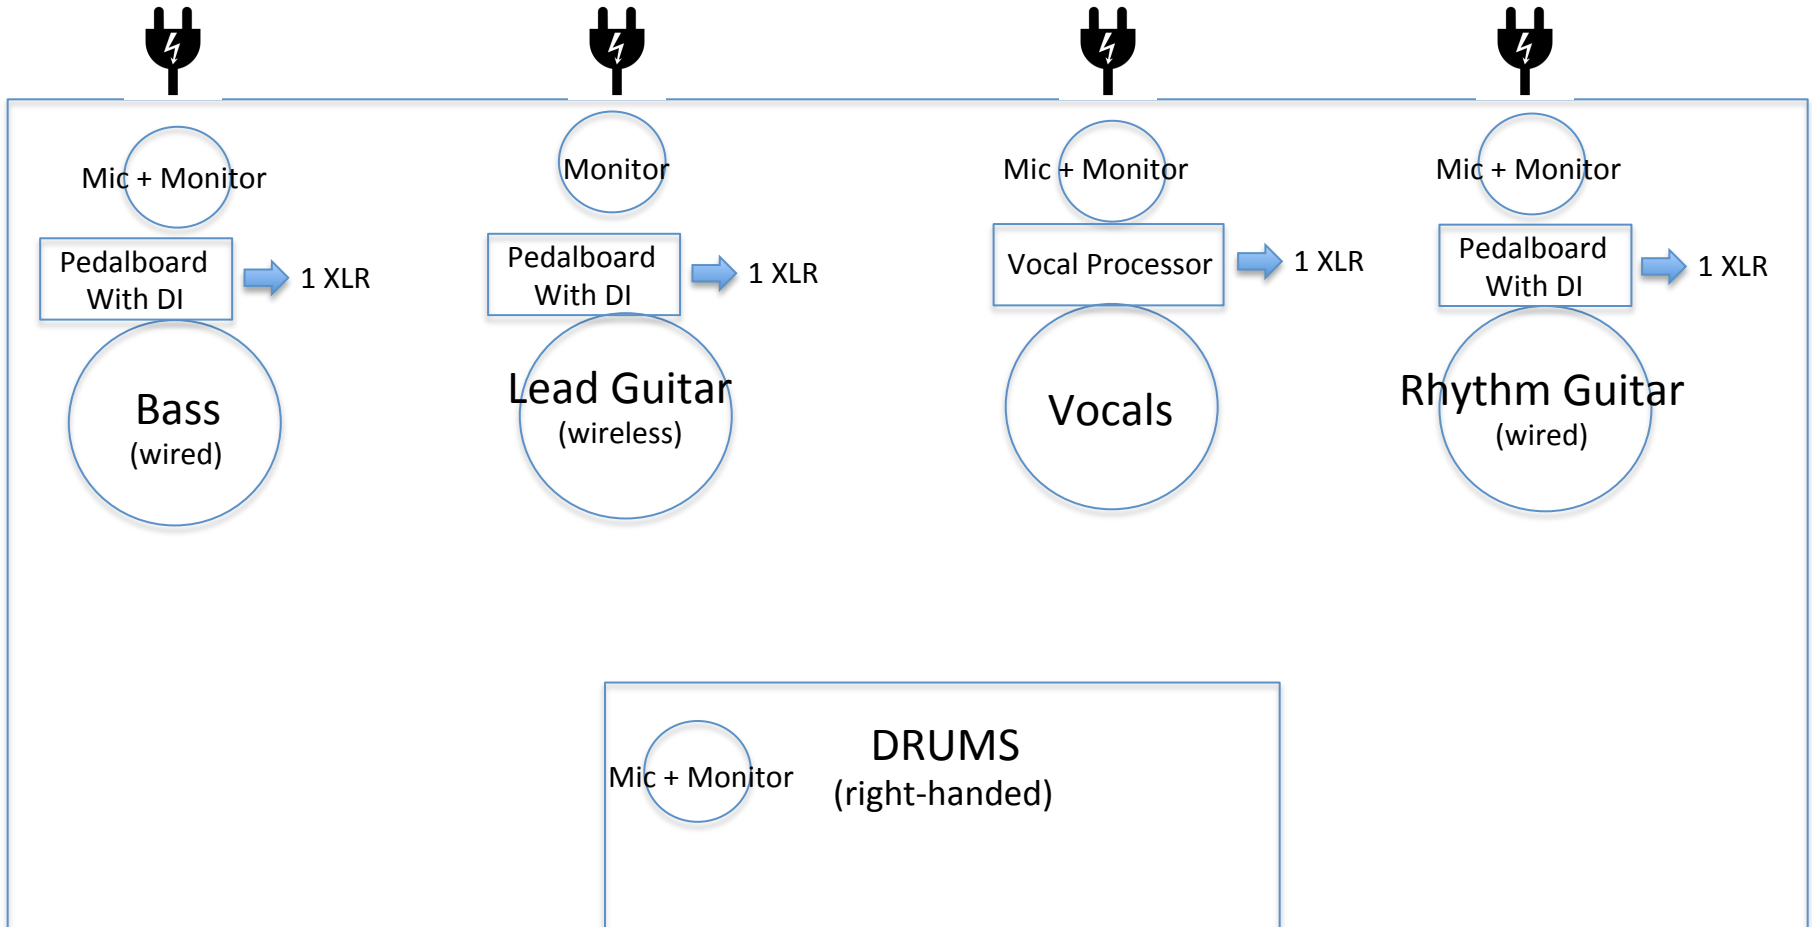 Mic + Monitor
Monitor
Mic + Monitor
Mic + Monitor
Pedalboard
With DI
1 XLR
Pedalboard
With DI
1 XLR
Vocal Processor
1 XLR
Pedalboard
With DI
1 XLR
Bass
(wired)
Lead Guitar
(wireless)
Vocals
Rhythm Guitar
(wired)
Mic + Monitor
DRUMS
(right-handed)